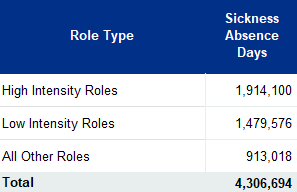 Role Type Sickness Absence Days
High Intensity Roles 1,914,100
Low Intensity Roles 1,479,576
All Other Roles 913,018
Total 4,306,694